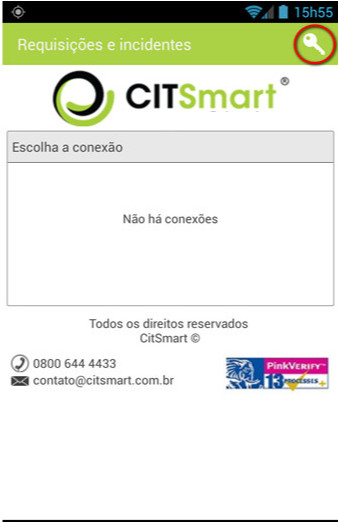 15h55
Requisições e incidentes
CITSmart®
Escolha a conexão
Não há conexões
Todos os direitos reservados
CitSmart ©
0800 644 4433
contato@citsmart.com.br
PINKVERIFY™
13 PROCESSES +